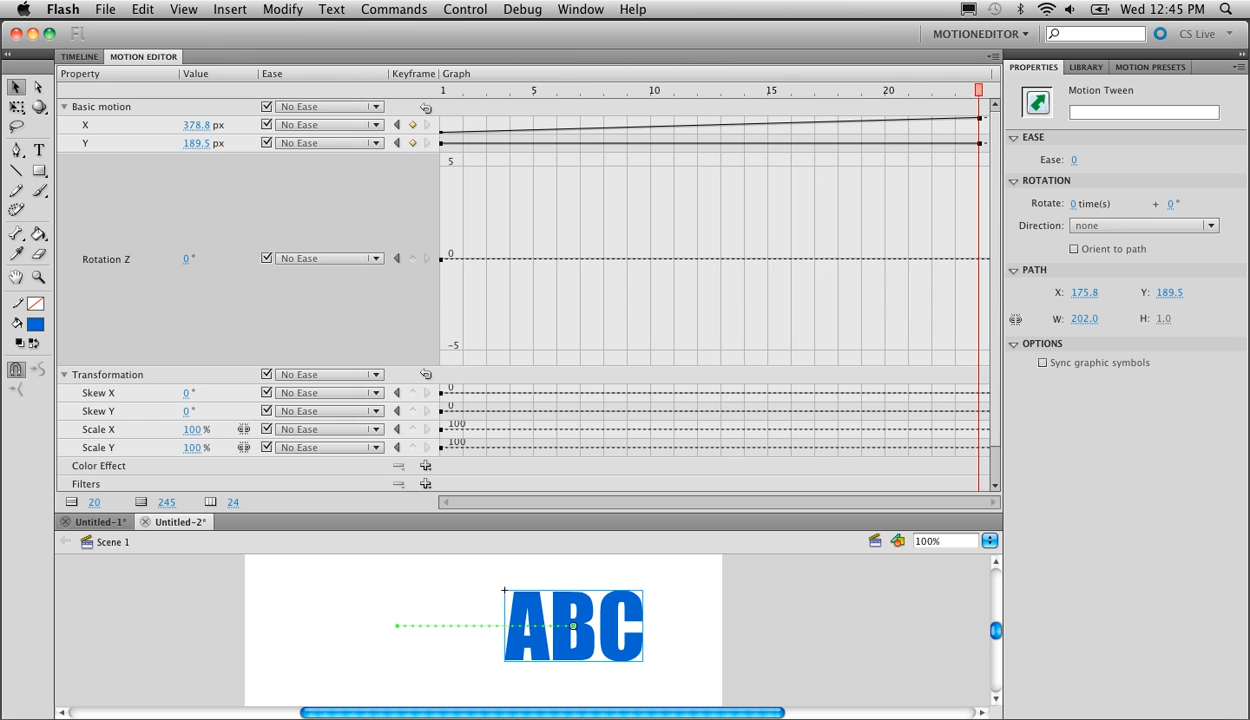 Flash File Edit View Insert Modify Text Commands Control Debug Window Help Wed 12:45 PM
Fl MOTIONEDITOR CS Live
TIMELINE MOTION EDITOR
Property Value Ease Keyframe Graph
1 5 10 15 20
Basic motion No Ease
X 378.8 px No Ease
Y 189.5 px No Ease
5
Rotation Z 0 ° No Ease 0
-5
Transformation No Ease
Skew X 0 ° No Ease 0
Skew Y 0 ° No Ease 0
Scale X 100 % No Ease 100
Scale Y 100 % No Ease 100
Color Effect
Filters
20 245 24
Untitled-1* Untitled-2*
Scene 1 100%
ABC
PROPERTIES LIBRARY MOTION PRESETS
Motion Tween
EASE
Ease: 0
ROTATION
Rotate: 0 time(s) + 0 °
Direction: none
Orient to path
PATH
X: 175.8 Y: 189.5
W: 202.0 H: 1.0
OPTIONS
Sync graphic symbols